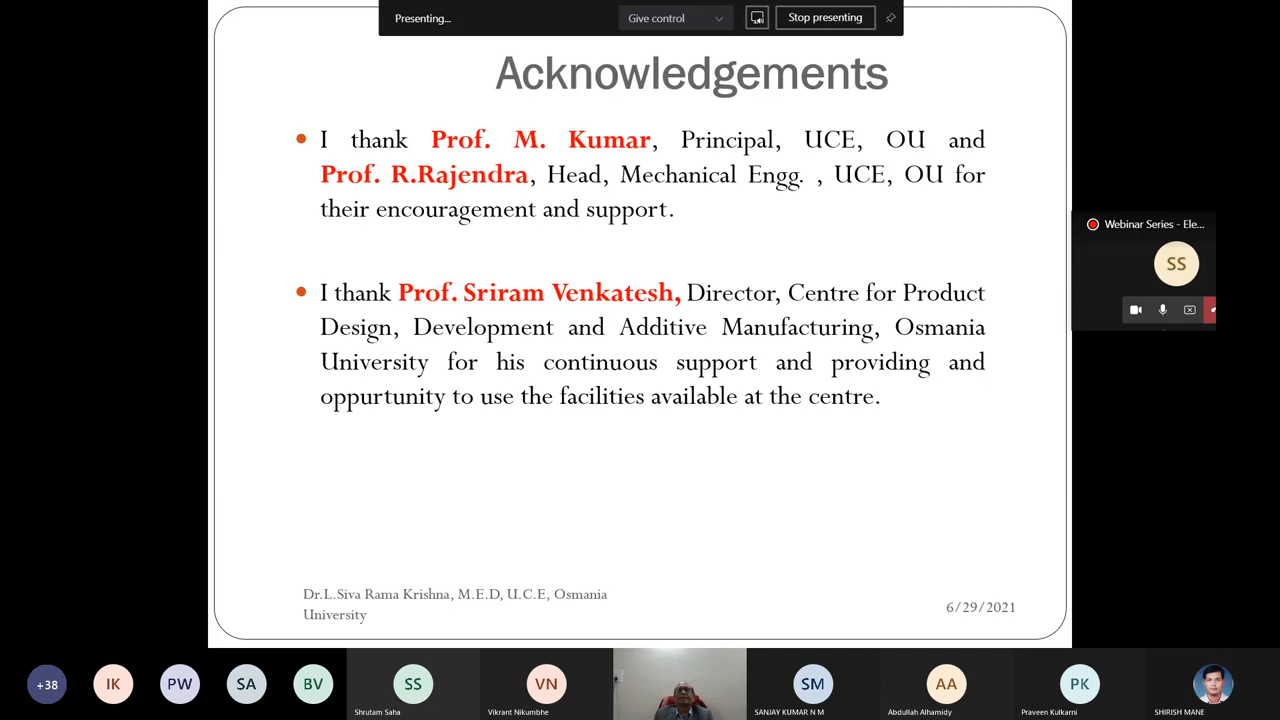 Presenting...
Give control
Stop presenting
Acknowledgements
I thank Prof. M. Kumar, Principal, UCE, OU and
Prof. R.Rajendra, Head, Mechanical Engg. , UCE, OU for
their encouragement and support.
Webinar Series - Ele...
SS
I thank Prof. Sriram Venkatesh, Director, Centre for Product
Design, Development and Additive Manufacturing, Osmania
University for his continuous support and providing and
oppurtunity to use the facilities available at the centre.
Dr.L.Siva Rama Krishna, M.E.D, U.C.E, Osmania
University
6/29/2021
+38
IK
PW
SA
BV
SS
VN
SM
AA
PK
Shrutam Saha
Vikrant Nikumbhe
SANJAY KUMAR N M
Abdullah Alhamidy
Praveen Kulkarni
SHIRISH MANE